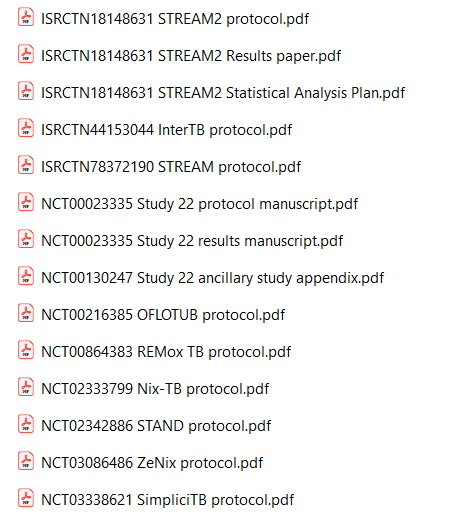 ISRCTN18148631 STREAM2 protocol.pdf
ISRCTN18148631 STREAM2 Results paper.pdf
ISRCTN18148631 STREAM2 Statistical Analysis Plan.pdf
ISRCTN44153044 InterTB protocol.pdf
ISRCTN78372190 STREAM protocol.pdf
NCT00023335 Study 22 protocol manuscript.pdf
NCT00023335 Study 22 results manuscript.pdf
NCT00130247 Study 22 ancillary study appendix.pdf
NCT00216385 OFLOTUB protocol.pdf
NCT00864383 REMox TB protocol.pdf
NCT02333799 Nix-TB protocol.pdf
NCT02342886 STAND protocol.pdf
NCT03086486 ZeNix protocol.pdf
NCT03338621 SimpliciTB protocol.pdf